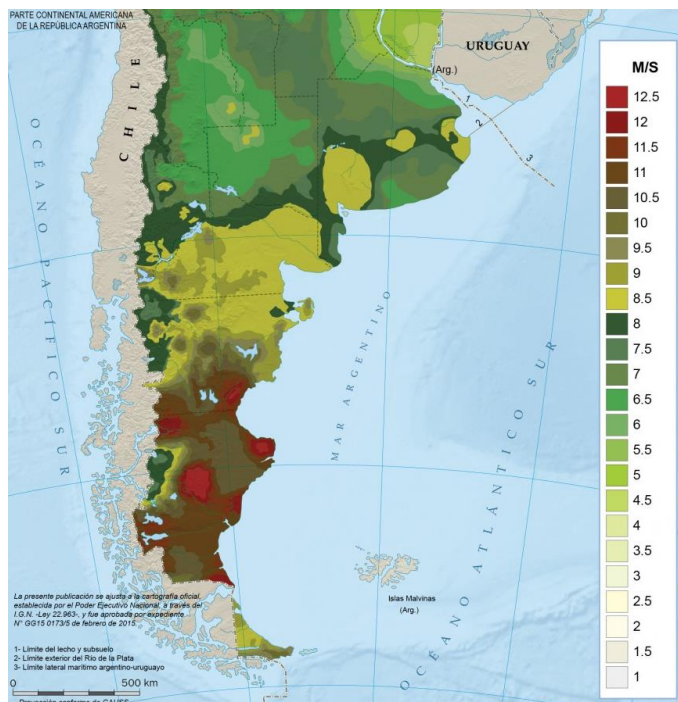 PARTE CONTINENTAL AMERICANA
DE LA REPÚBLICA ARGENTINA
URUGUAY
(Arg.)
CHILE
1
2
3
OCÉANO PACÍFICO SUR
MAR ARGENTINO
OCÉANO ATLÁNTICO SUR
Islas Malvinas
(Arg.)
La presente publicación se ajusta a la cartografía oficial,
establecida por el Poder Ejecutivo Nacional, a través del
I.G.N. -Ley 22.963-, y fue aprobada por expediente
N° GG15 0173/5 de febrero de 2015
1- Límite del lecho y subsuelo
2- Límite exterior del Río de la Plata
3- Límite lateral marítimo argentino-uruguayo
0 500 km
M/S
12.5
12
11.5
11
10.5
10
9.5
9
8.5
8
7.5
7
6.5
6
5.5
5
4.5
4
3.5
3
2.5
2
1.5
1